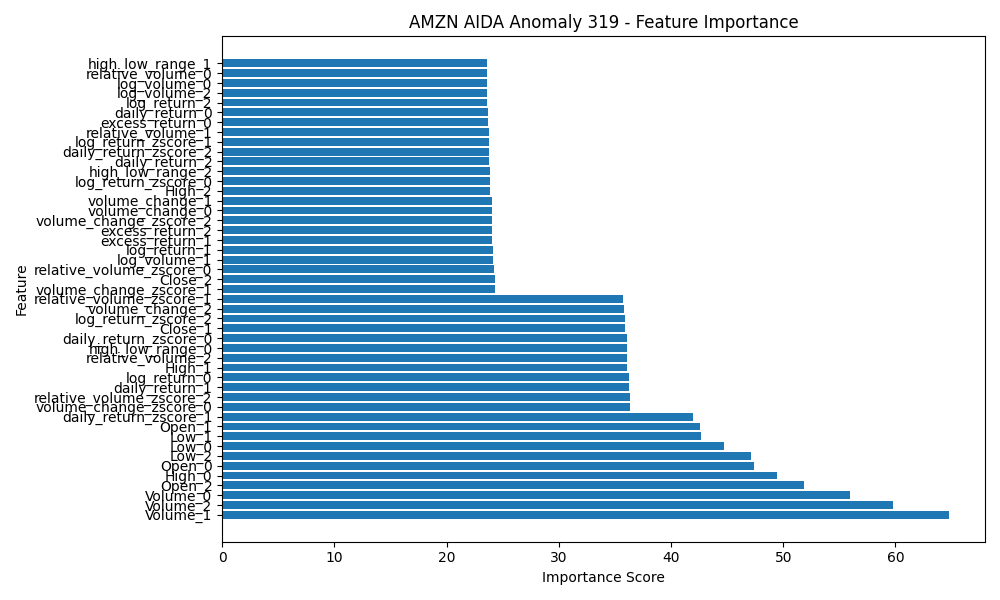 AMZN AIDA Anomaly 319 - Feature Importance
high_low_range_1
relative_volume_0
log_volume_0
log_volume_2
log_return_2
daily_return_0
excess_return_0
relative_volume_1
log_return_zscore_1
daily_return_zscore_2
daily_return_2
high_low_range_2
log_return_zscore_0
High_2
volume_change_1
volume_change_0
volume_change_zscore_2
excess_return_2
excess_return_1
log_return_1
log_volume_1
relative_volume_zscore_0
Close_2
volume_change_zscore_1
relative_volume_zscore_1
volume_change_2
log_return_zscore_2
Close_1
daily_return_zscore_0
high_low_range_0
relative_volume_2
High_1
log_return_0
daily_return_1
relative_volume_zscore_2
volume_change_zscore_0
daily_return_zscore_1
Open_1
Low_1
Low_0
Low_2
Open_0
High_0
Open_2
Volume_0
Volume_2
Volume_1
Feature
0 10 20 30 40 50 60
Importance Score